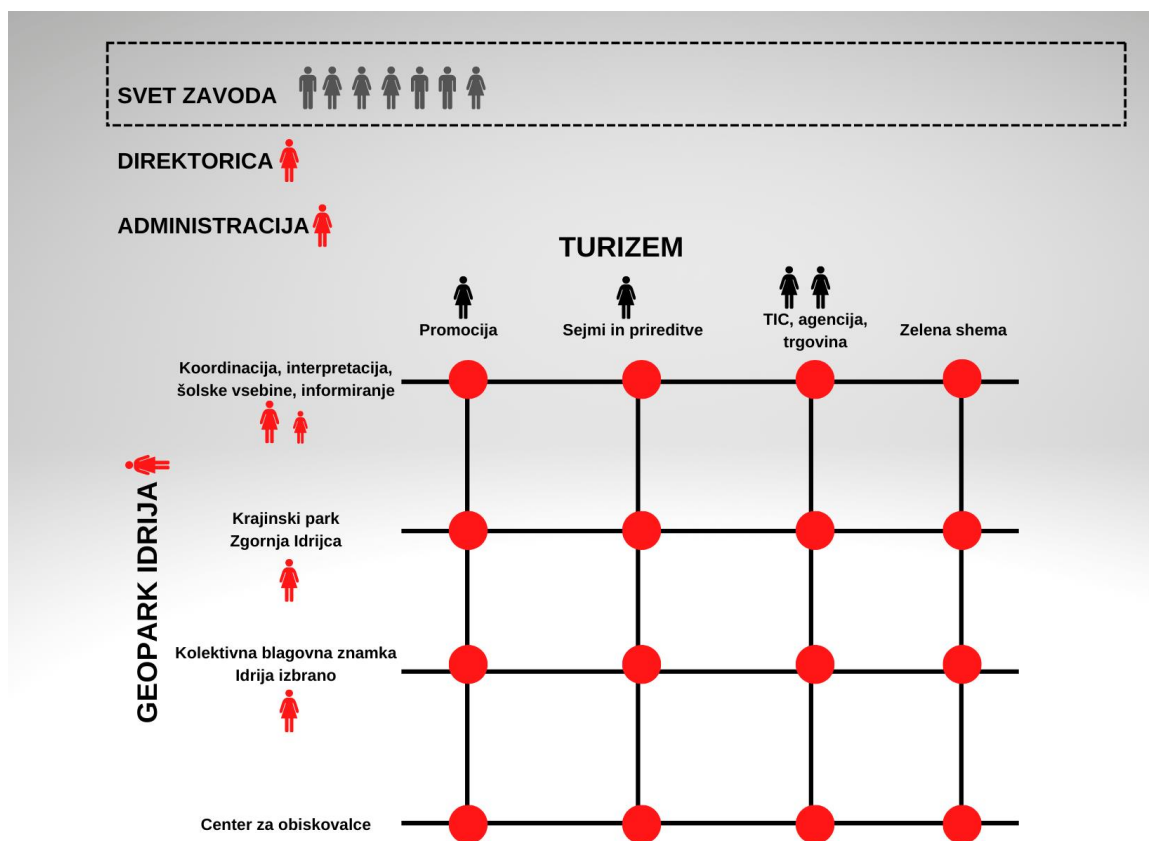 SVET ZAVODA
DIREKTORICA
ADMINISTRACIJA
TURIZEM
Promocija
Sejmi in prireditve
TIC, agencija,
trgovina
Zelena shema
Koordinacija, interpretacija,
šolske vsebine, informiranje
GEOPARK IDRIJA
Krajinski park
Zgornja Idrijca
Kolektivna blagovna znamka
Idrija izbrano
Center za obiskovalce